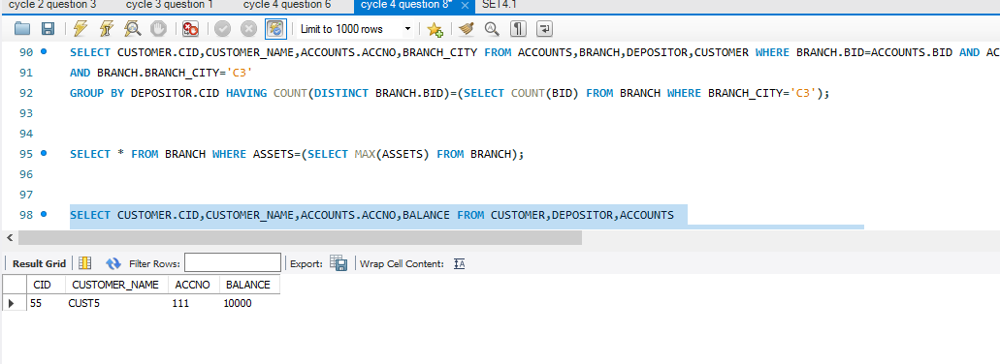 cycle 2 question 3 cycle 3 question 1 cycle 4 question 6 cycle 4 question 8* SET4.1
Limit to 1000 rows
90 SELECT CUSTOMER.CID,CUSTOMER_NAME,ACCOUNTS.ACCNO,BRANCH_CITY FROM ACCOUNTS,BRANCH,DEPOSITOR,CUSTOMER WHERE BRANCH.BID=ACCOUNTS.BID AND AC
91 AND BRANCH.BRANCH_CITY='C3'
92 GROUP BY DEPOSITOR.CID HAVING COUNT(DISTINCT BRANCH.BID)=(SELECT COUNT(BID) FROM BRANCH WHERE BRANCH_CITY='C3');
93
94
95 SELECT * FROM BRANCH WHERE ASSETS=(SELECT MAX(ASSETS) FROM BRANCH);
96
97
98 SELECT CUSTOMER.CID,CUSTOMER_NAME,ACCOUNTS.ACCNO,BALANCE FROM CUSTOMER,DEPOSITOR,ACCOUNTS
Result Grid Filter Rows: Export: Wrap Cell Content:
CID CUSTOMER_NAME ACCNO BALANCE
55 CUST5 111 10000